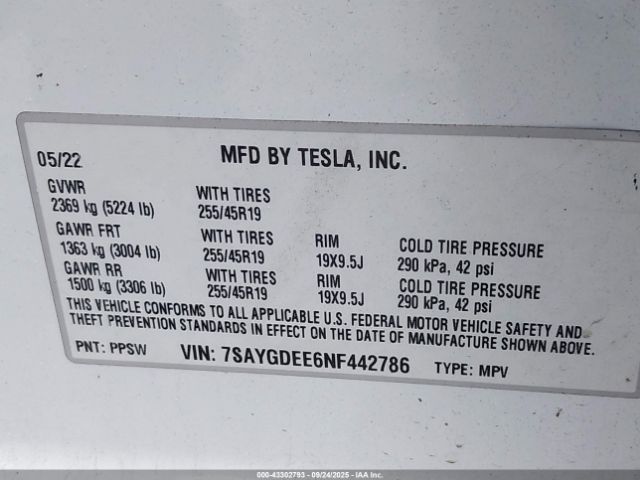 05/22 MFD BY TESLA, INC.
GVWR
2369 kg (5224 lb) WITH TIRES 255/45R19
GAWR FRT
1363 kg (3004 lb) WITH TIRES 255/45R19 RIM 19X9.5J COLD TIRE PRESSURE 290 kPa, 42 psi
GAWR RR
1500 kg (3306 lb) WITH TIRES 255/45R19 RIM 19X9.5J COLD TIRE PRESSURE 290 kPa, 42 psi
THIS VEHICLE CONFORMS TO ALL APPLICABLE U.S. FEDERAL MOTOR VEHICLE SAFETY AND
THEFT PREVENTION STANDARDS IN EFFECT ON THE DATE OF MANUFACTURE SHOWN ABOVE.
PNT: PPSW VIN: 7SAYGDEE6NF442786 TYPE: MPV
000-43302793 - 09/24/2025 - IAA Inc.